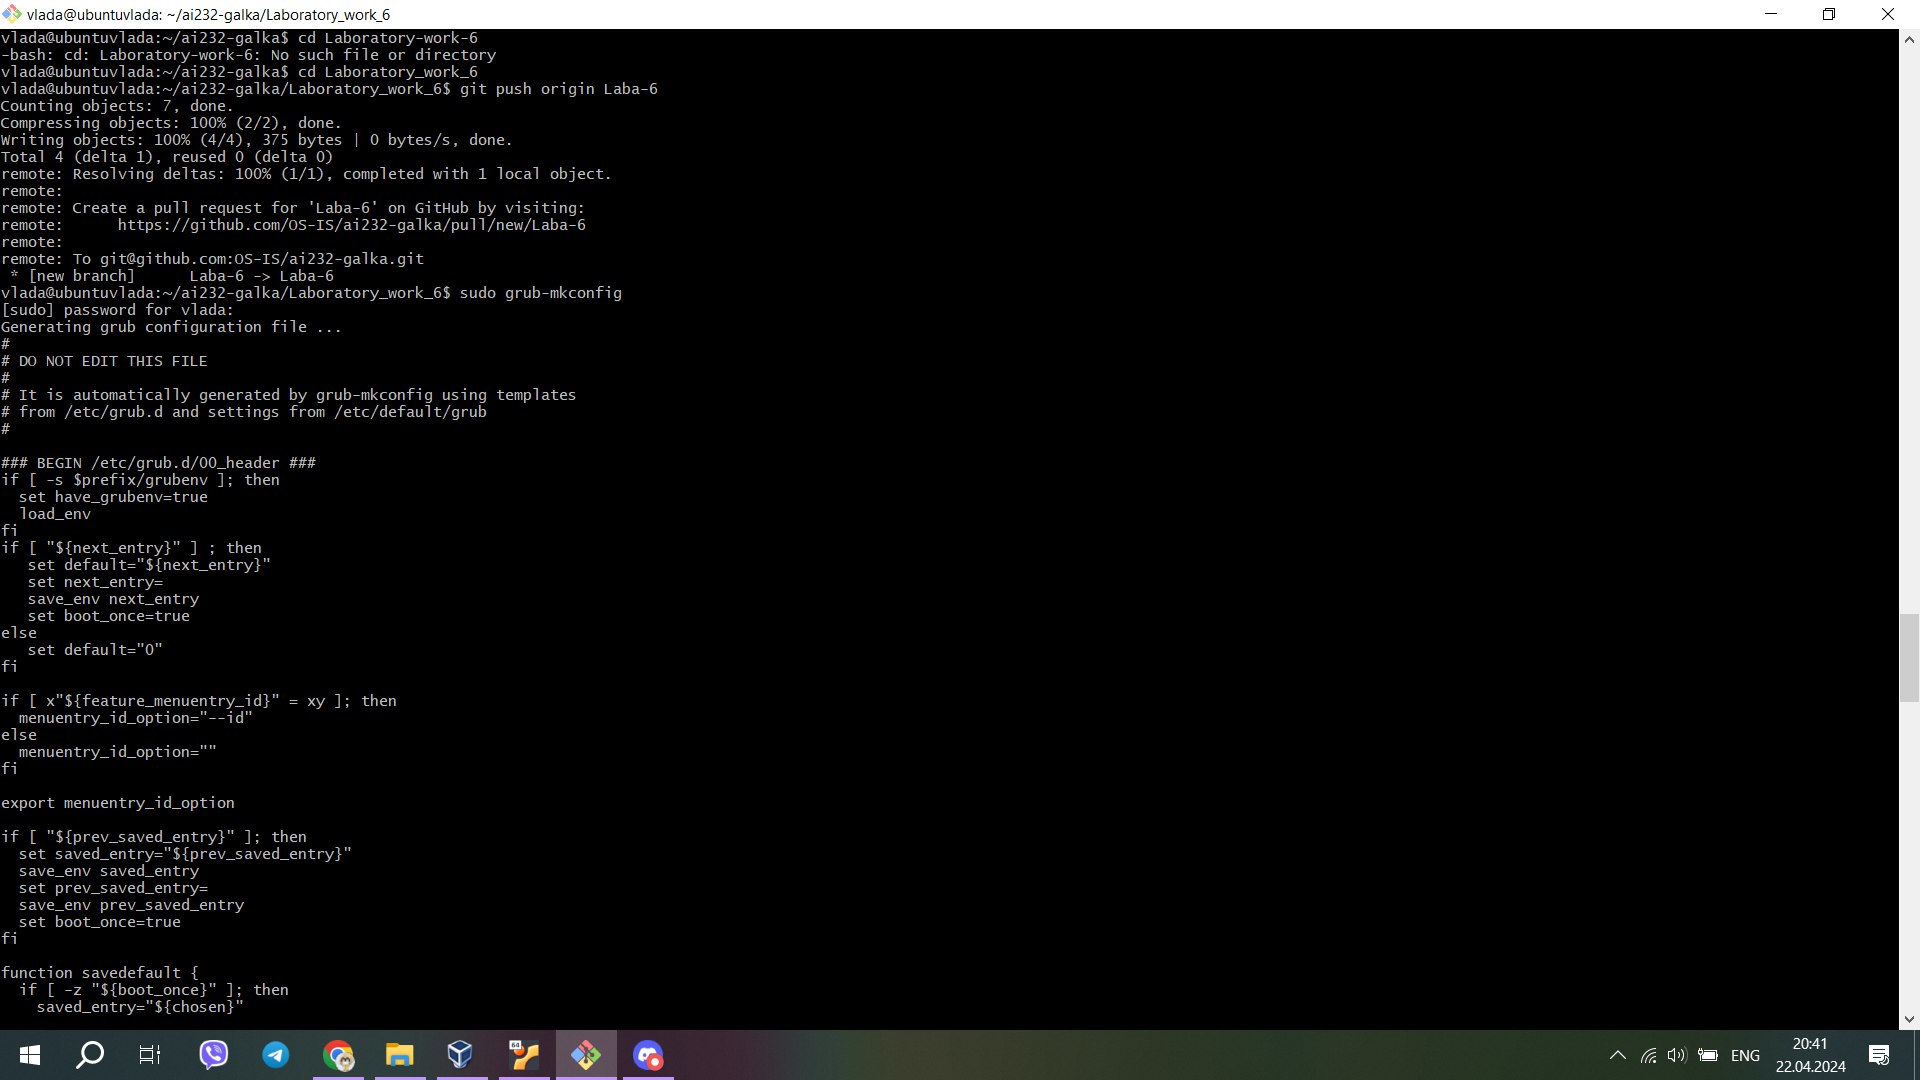 vlada@ubuntuvlada: ~/ai232-galka/Laboratory_work_6
vlada@ubuntuvlada:~/ai232-galka$ cd Laboratory-work-6
-bash: cd: Laboratory-work-6: No such file or directory
vlada@ubuntuvlada:~/ai232-galka$ cd Laboratory_work_6
vlada@ubuntuvlada:~/ai232-galka/Laboratory_work_6$ git push origin Laba-6
Counting objects: 7, done.
Compressing objects: 100% (2/2), done.
Writing objects: 100% (4/4), 375 bytes | 0 bytes/s, done.
Total 4 (delta 1), reused 0 (delta 0)
remote: Resolving deltas: 100% (1/1), completed with 1 local object.
remote:
remote: Create a pull request for 'Laba-6' on GitHub by visiting:
remote:      https://github.com/OS-IS/ai232-galka/pull/new/Laba-6
remote:
remote: To git@github.com:OS-IS/ai232-galka.git
 * [new branch]      Laba-6 -> Laba-6
vlada@ubuntuvlada:~/ai232-galka/Laboratory_work_6$ sudo grub-mkconfig
[sudo] password for vlada:
Generating grub configuration file ...
#
# DO NOT EDIT THIS FILE
#
# It is automatically generated by grub-mkconfig using templates
# from /etc/grub.d and settings from /etc/default/grub
#
### BEGIN /etc/grub.d/00_header ###
if [ -s $prefix/grubenv ]; then
  set have_grubenv=true
  load_env
fi
if [ "${next_entry}" ] ; then
   set default="${next_entry}"
   set next_entry=
   save_env next_entry
   set boot_once=true
else
   set default="0"
fi
if [ x"${feature_menuentry_id}" = xy ]; then
  menuentry_id_option="--id"
else
  menuentry_id_option=""
fi
export menuentry_id_option
if [ "${prev_saved_entry}" ]; then
  set saved_entry="${prev_saved_entry}"
  save_env saved_entry
  set prev_saved_entry=
  save_env prev_saved_entry
  set boot_once=true
fi
function savedefault {
  if [ -z "${boot_once}" ]; then
    saved_entry="${chosen}"
64
ENG
20:41
22.04.2024